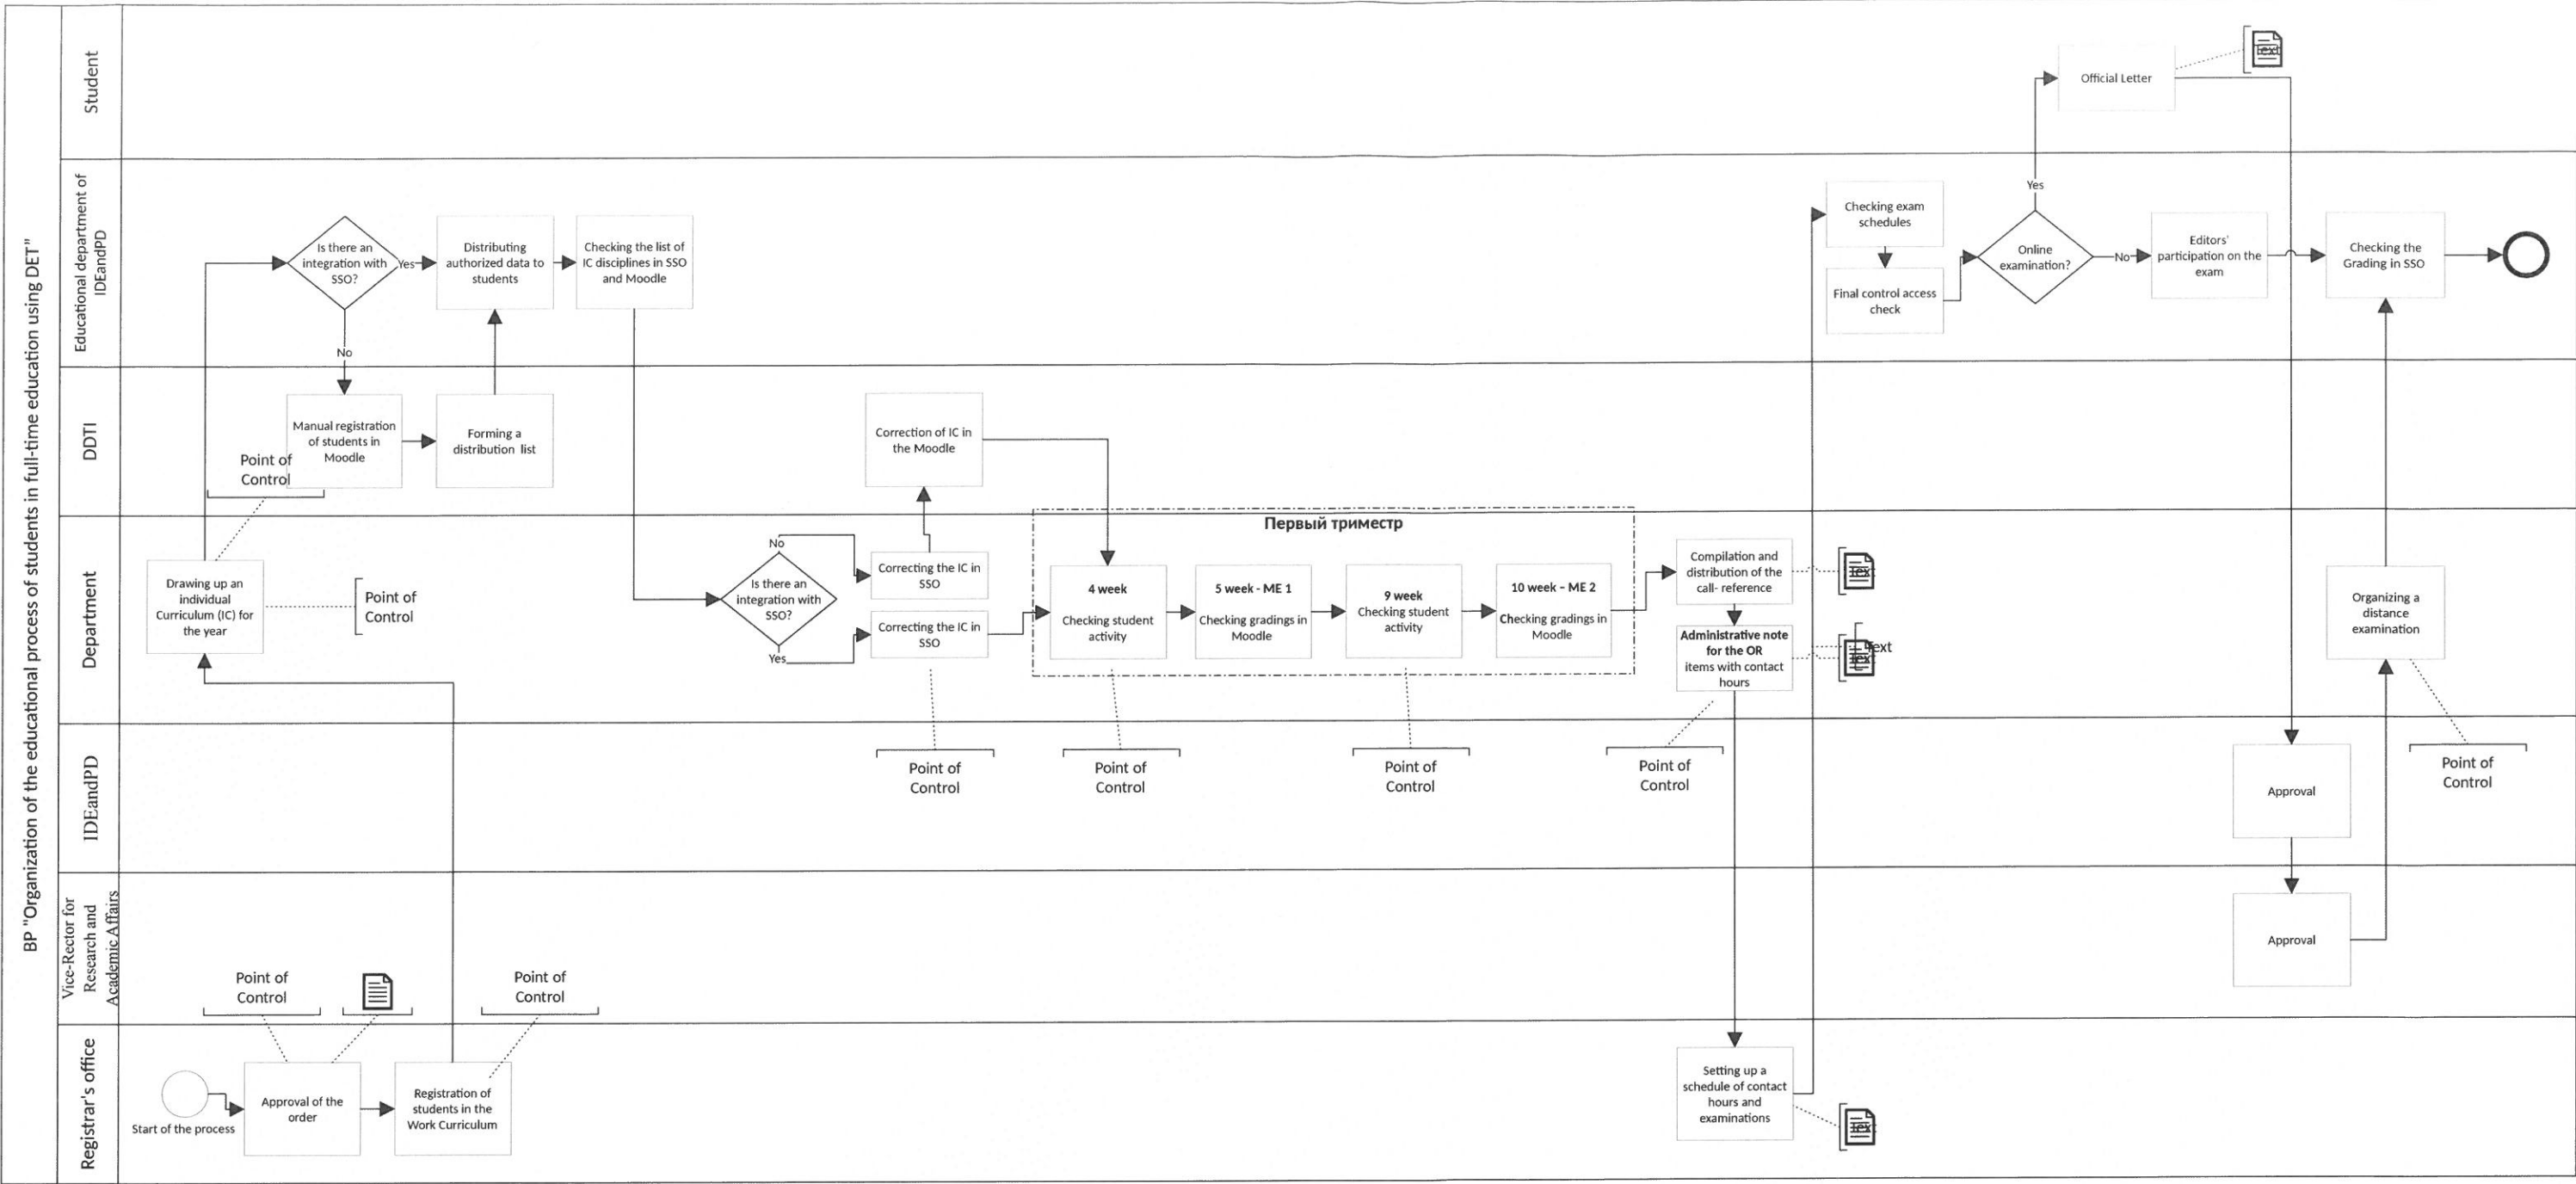 BP "Organization of the educational process of students in full-time education using DET"
Student
Official Letter
Text
Educational department of
IDEandPD
Is there an
integration with
SSO?
Yes
No
Distributing
authorized data to
students
Checking the list of
IC disciplines in SSO
and Moodle
Checking exam
schedules
Final control access
check
Online
examination?
Yes
No
Editors'
participation on the
exam
Checking the
Grading in SSO
DDTI
Manual registration
of students in
Moodle
Point of
Control
Forming a
distribution list
Correction of IC in
the Moodle
Department
Drawing up an
individual
Curriculum (IC) for
the year
Point of
Control
No
Is there an
integration with
SSO?
Yes
Correcting the IC in
SSO
Correcting the IC in
SSO
Первый триместр
4 week
Checking student
activity
5 week - ME 1
Checking gradings in
Moodle
9 week
Checking student
activity
10 week – ME 2
Checking gradings in
Moodle
Compilation and
distribution of the
call- reference
Text
Administrative note
for the OR
items with contact
hours
Text
Text
Organizing a
distance
examination
IDEandPD
Point of
Control
Point of
Control
Point of
Control
Point of
Control
Approval
Point of
Control
Vice-Rector for
Research and
Academic Affairs
Point of
Control
Point of
Control
Approval
Registrar's office
Start of the process
Approval of the
order
Registration of
students in the
Work Curriculum
Setting up a
schedule of contact
hours and
examinations
Text